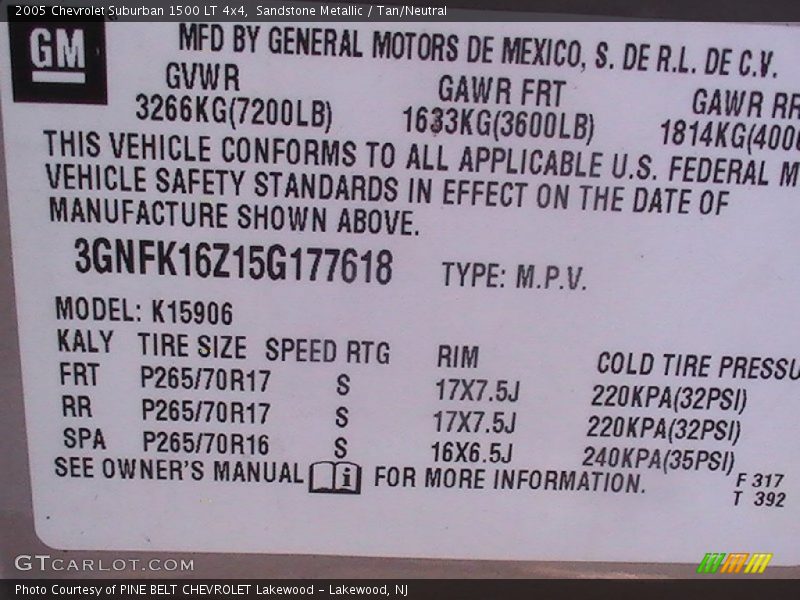 2005 Chevrolet Suburban 1500 LT 4x4, Sandstone Metallic / Tan/Neutral
GM
MFD BY GENERAL MOTORS DE MEXICO, S. DE R.L. DE C.V.
GVWR GAWR FRT GAWR RR
3266KG(7200LB) 1633KG(3600LB) 1814KG(400
THIS VEHICLE CONFORMS TO ALL APPLICABLE U.S. FEDERAL M
VEHICLE SAFETY STANDARDS IN EFFECT ON THE DATE OF
MANUFACTURE SHOWN ABOVE.
3GNFK16Z15G177618 TYPE: M.P.V.
MODEL: K15906
KALY TIRE SIZE SPEED RTG RIM COLD TIRE PRESSU
FRT P265/70R17 S 17X7.5J 220KPA(32PSI)
RR P265/70R17 S 17X7.5J 220KPA(32PSI)
SPA P265/70R16 S 16X6.5J 240KPA(35PSI)
SEE OWNER'S MANUAL i FOR MORE INFORMATION.
F 317
T 392
GTCARLOT.COM
Photo Courtesy of PINE BELT CHEVROLET Lakewood - Lakewood, NJ